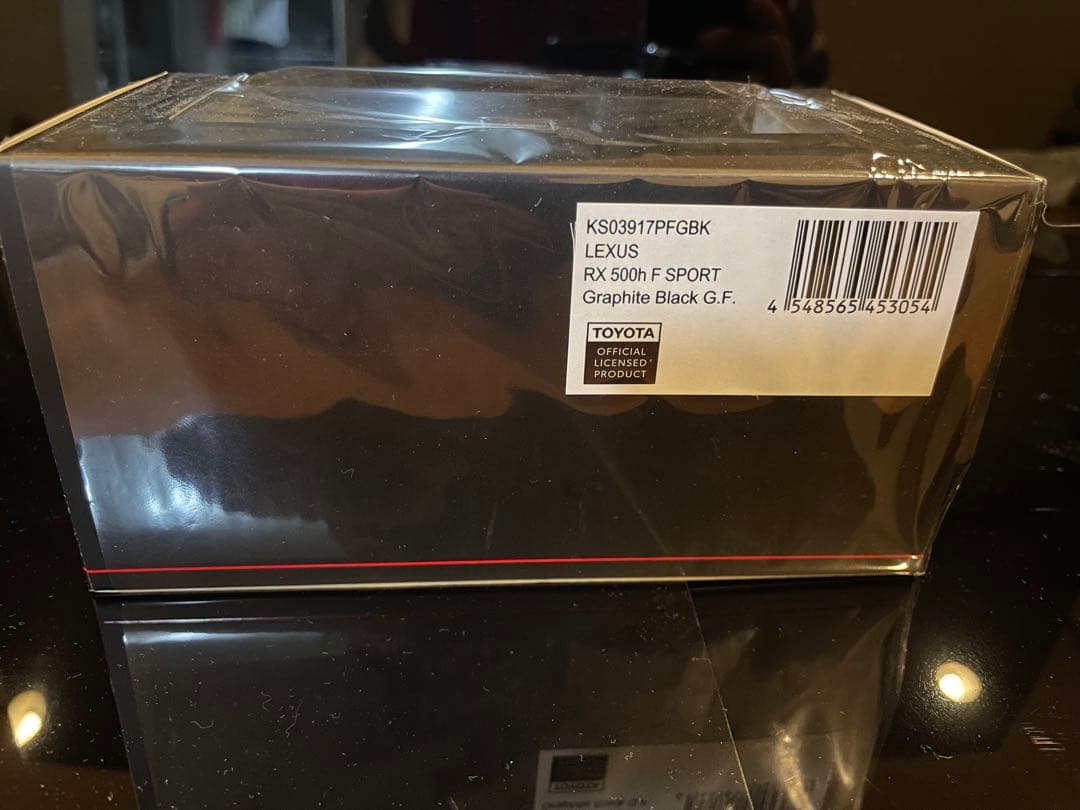 KS03917PFGBK
LEXUS
RX 500h F SPORT
Graphite Black G.F.
4 548565 453054
TOYOTA
OFFICIAL
LICENSED
PRODUCT